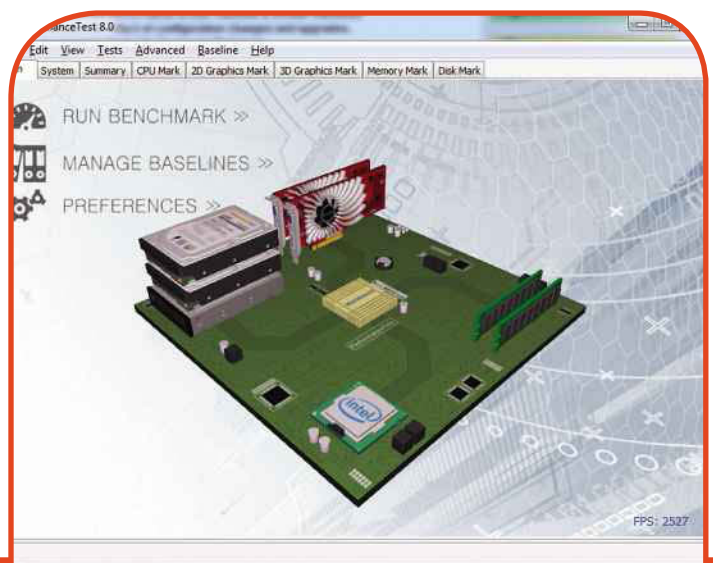 anceTest 8.0
Edit View Tests Advanced Baseline Help
System Summary CPU Mark 2D Graphics Mark 3D Graphics Mark Memory Mark Disk Mark
RUN BENCHMARK »
MANAGE BASELINES »
PREFERENCES »
intel
FPS: 2527